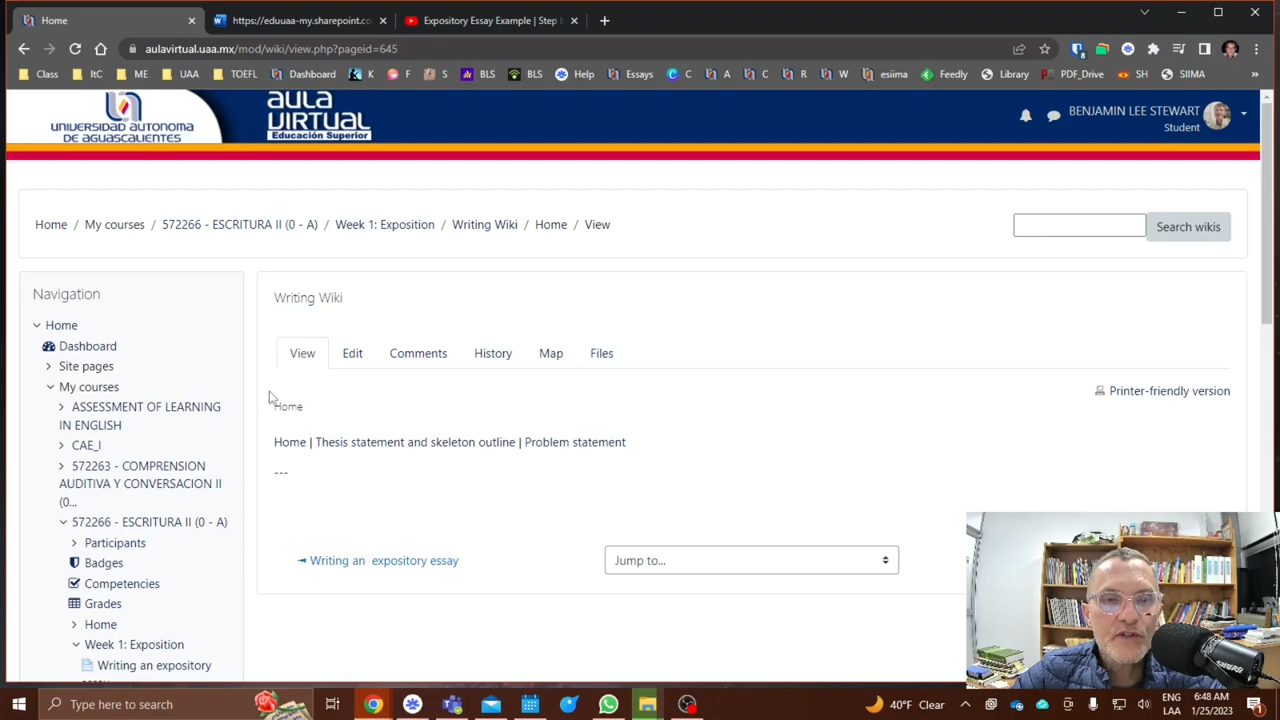 Home
https://eduuaa-my.sharepoint.co
Expository Essay Example | Step
aulavirtual.uaa.mx/mod/wiki/view.php?pageid=645
Class ItC ME UAA TOEFL Dashboard K F S BLS BLS Help Essays C A C R W esiima Feedly Library PDF_Drive SH SIIMA »
UNIVERSIDAD AUTONOMA
DE AGUASCALIENTES
AULA
VIRTUAL
Educación Superior
BENJAMIN LEE STEWART
Student
Home / My courses / 572266 - ESCRITURA II (0 - A) / Week 1: Exposition / Writing Wiki / Home / View
Search wikis
Navigation
Home
Dashboard
Site pages
My courses
ASSESSMENT OF LEARNING
IN ENGLISH
CAE_I
572263 - COMPRENSION
AUDITIVA Y CONVERSACION II
(0...
572266 - ESCRITURA II (0 - A)
Participants
Badges
Competencies
Grades
Home
Week 1: Exposition
Writing an expository
Writing Wiki
View Edit Comments History Map Files
Printer-friendly version
Home
Home | Thesis statement and skeleton outline | Problem statement
---
Writing an expository essay
Jump to...
Type here to search
40°F Clear
ENG
LAA
6:48 AM
1/25/2023